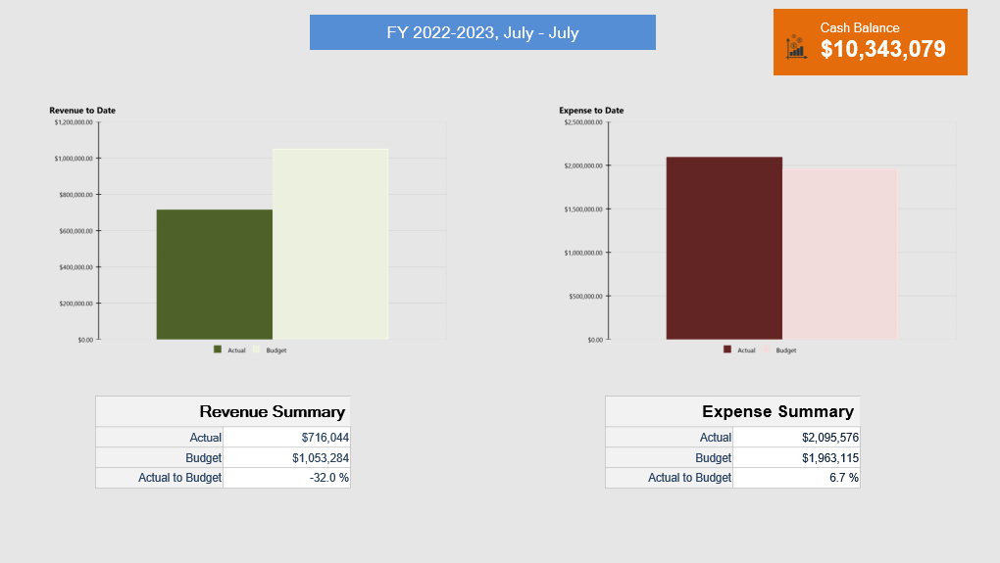 FY 2022-2023, July - July
Cash Balance
$10,343,079
Revenue to Date
$1,200,000.00
$1,000,000.00
$800,000.00
$600,000.00
$400,000.00
$200,000.00
$0.00
Actual Budget
Expense to Date
$2,500,000.00
$2,000,000.00
$1,500,000.00
$1,000,000.00
$500,000.00
$0.00
Actual Budget
Revenue Summary
Actual $716,044
Budget $1,053,284
Actual to Budget -32.0 %
Expense Summary
Actual $2,095,576
Budget $1,963,115
Actual to Budget 6.7 %